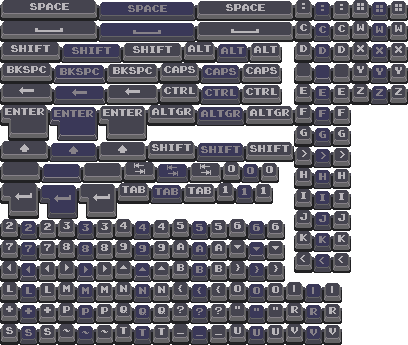 SPACE SPACE SPACE : : : ⠿ ⠿ ⠿
C C C W W W
SHIFT SHIFT SHIFT ALT ALT ALT D D D X X X
BKSPC BKSPC BKSPC CAPS CAPS CAPS Y Y Y
← ← ← CTRL CTRL CTRL E E E Z Z Z
ENTER ENTER ENTER ALTGR ALTGR ALTGR F F F
G G G
SHIFT SHIFT SHIFT > > >
0 0 0 H H H
TAB TAB TAB 1 1 1 I I I
2 2 2 3 3 3 4 4 4 5 5 5 6 6 6 J J J
7 7 7 8 8 8 9 9 9 A A A K K K
B B B } } } < < <
L L L M M M N N N ( ( ( O O O I I I
+ + + P P P Q Q Q ? ? ? " " " R R R
S S S ~ ~ ~ T T T _ _ _ U U U V V V